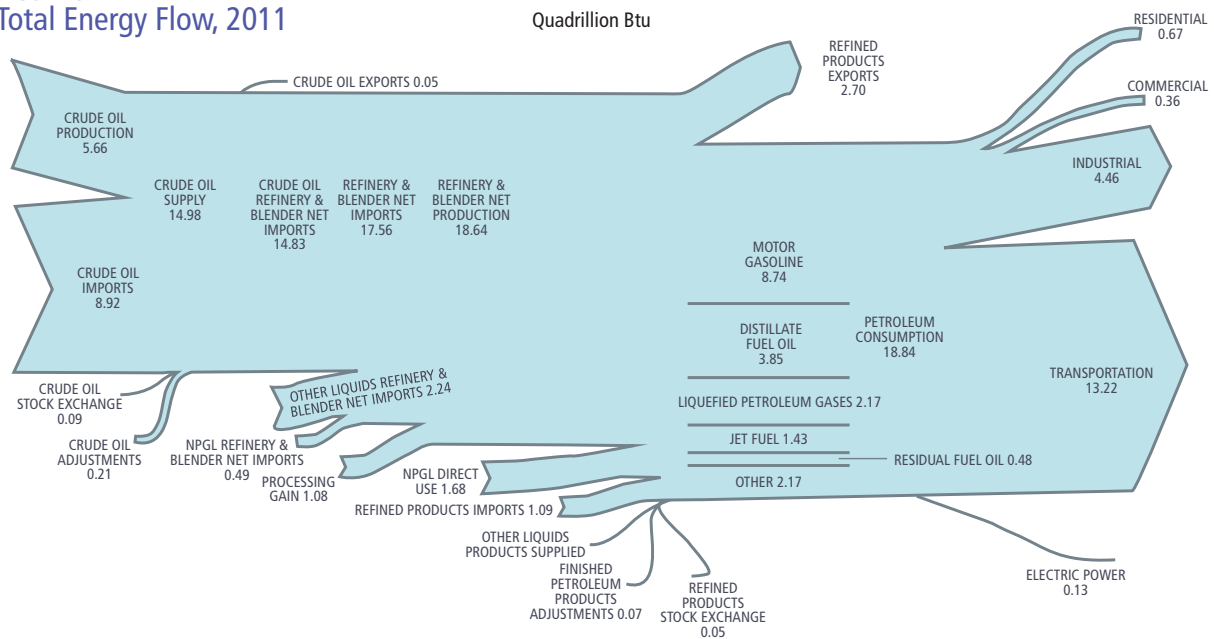 Total Energy Flow, 2011
Quadrillion Btu
RESIDENTIAL
0.67
REFINED
PRODUCTS
EXPORTS
2.70
CRUDE OIL EXPORTS 0.05
COMMERCIAL
0.36
CRUDE OIL
PRODUCTION
5.66
INDUSTRIAL
4.46
CRUDE OIL
SUPPLY
14.98
CRUDE OIL
REFINERY &
BLENDER NET
IMPORTS
14.83
REFINERY &
BLENDER NET
IMPORTS
17.56
REFINERY &
BLENDER NET
PRODUCTION
18.64
MOTOR
GASOLINE
8.74
CRUDE OIL
IMPORTS
8.92
DISTILLATE
FUEL OIL
3.85
PETROLEUM
CONSUMPTION
18.84
TRANSPORTATION
13.22
CRUDE OIL
STOCK EXCHANGE
0.09
OTHER LIQUIDS REFINERY &
BLENDER NET IMPORTS 2.24
LIQUEFIED PETROLEUM GASES 2.17
CRUDE OIL
ADJUSTMENTS
0.21
NPGL REFINERY &
BLENDER NET IMPORTS
0.49
JET FUEL 1.43
RESIDUAL FUEL OIL 0.48
PROCESSING
GAIN 1.08
NPGL DIRECT
USE 1.68
OTHER 2.17
REFINED PRODUCTS IMPORTS 1.09
OTHER LIQUIDS
PRODUCTS SUPPLIED
FINISHED
PETROLEUM
PRODUCTS
ADJUSTMENTS 0.07
REFINED
PRODUCTS
STOCK EXCHANGE
0.05
ELECTRIC POWER
0.13